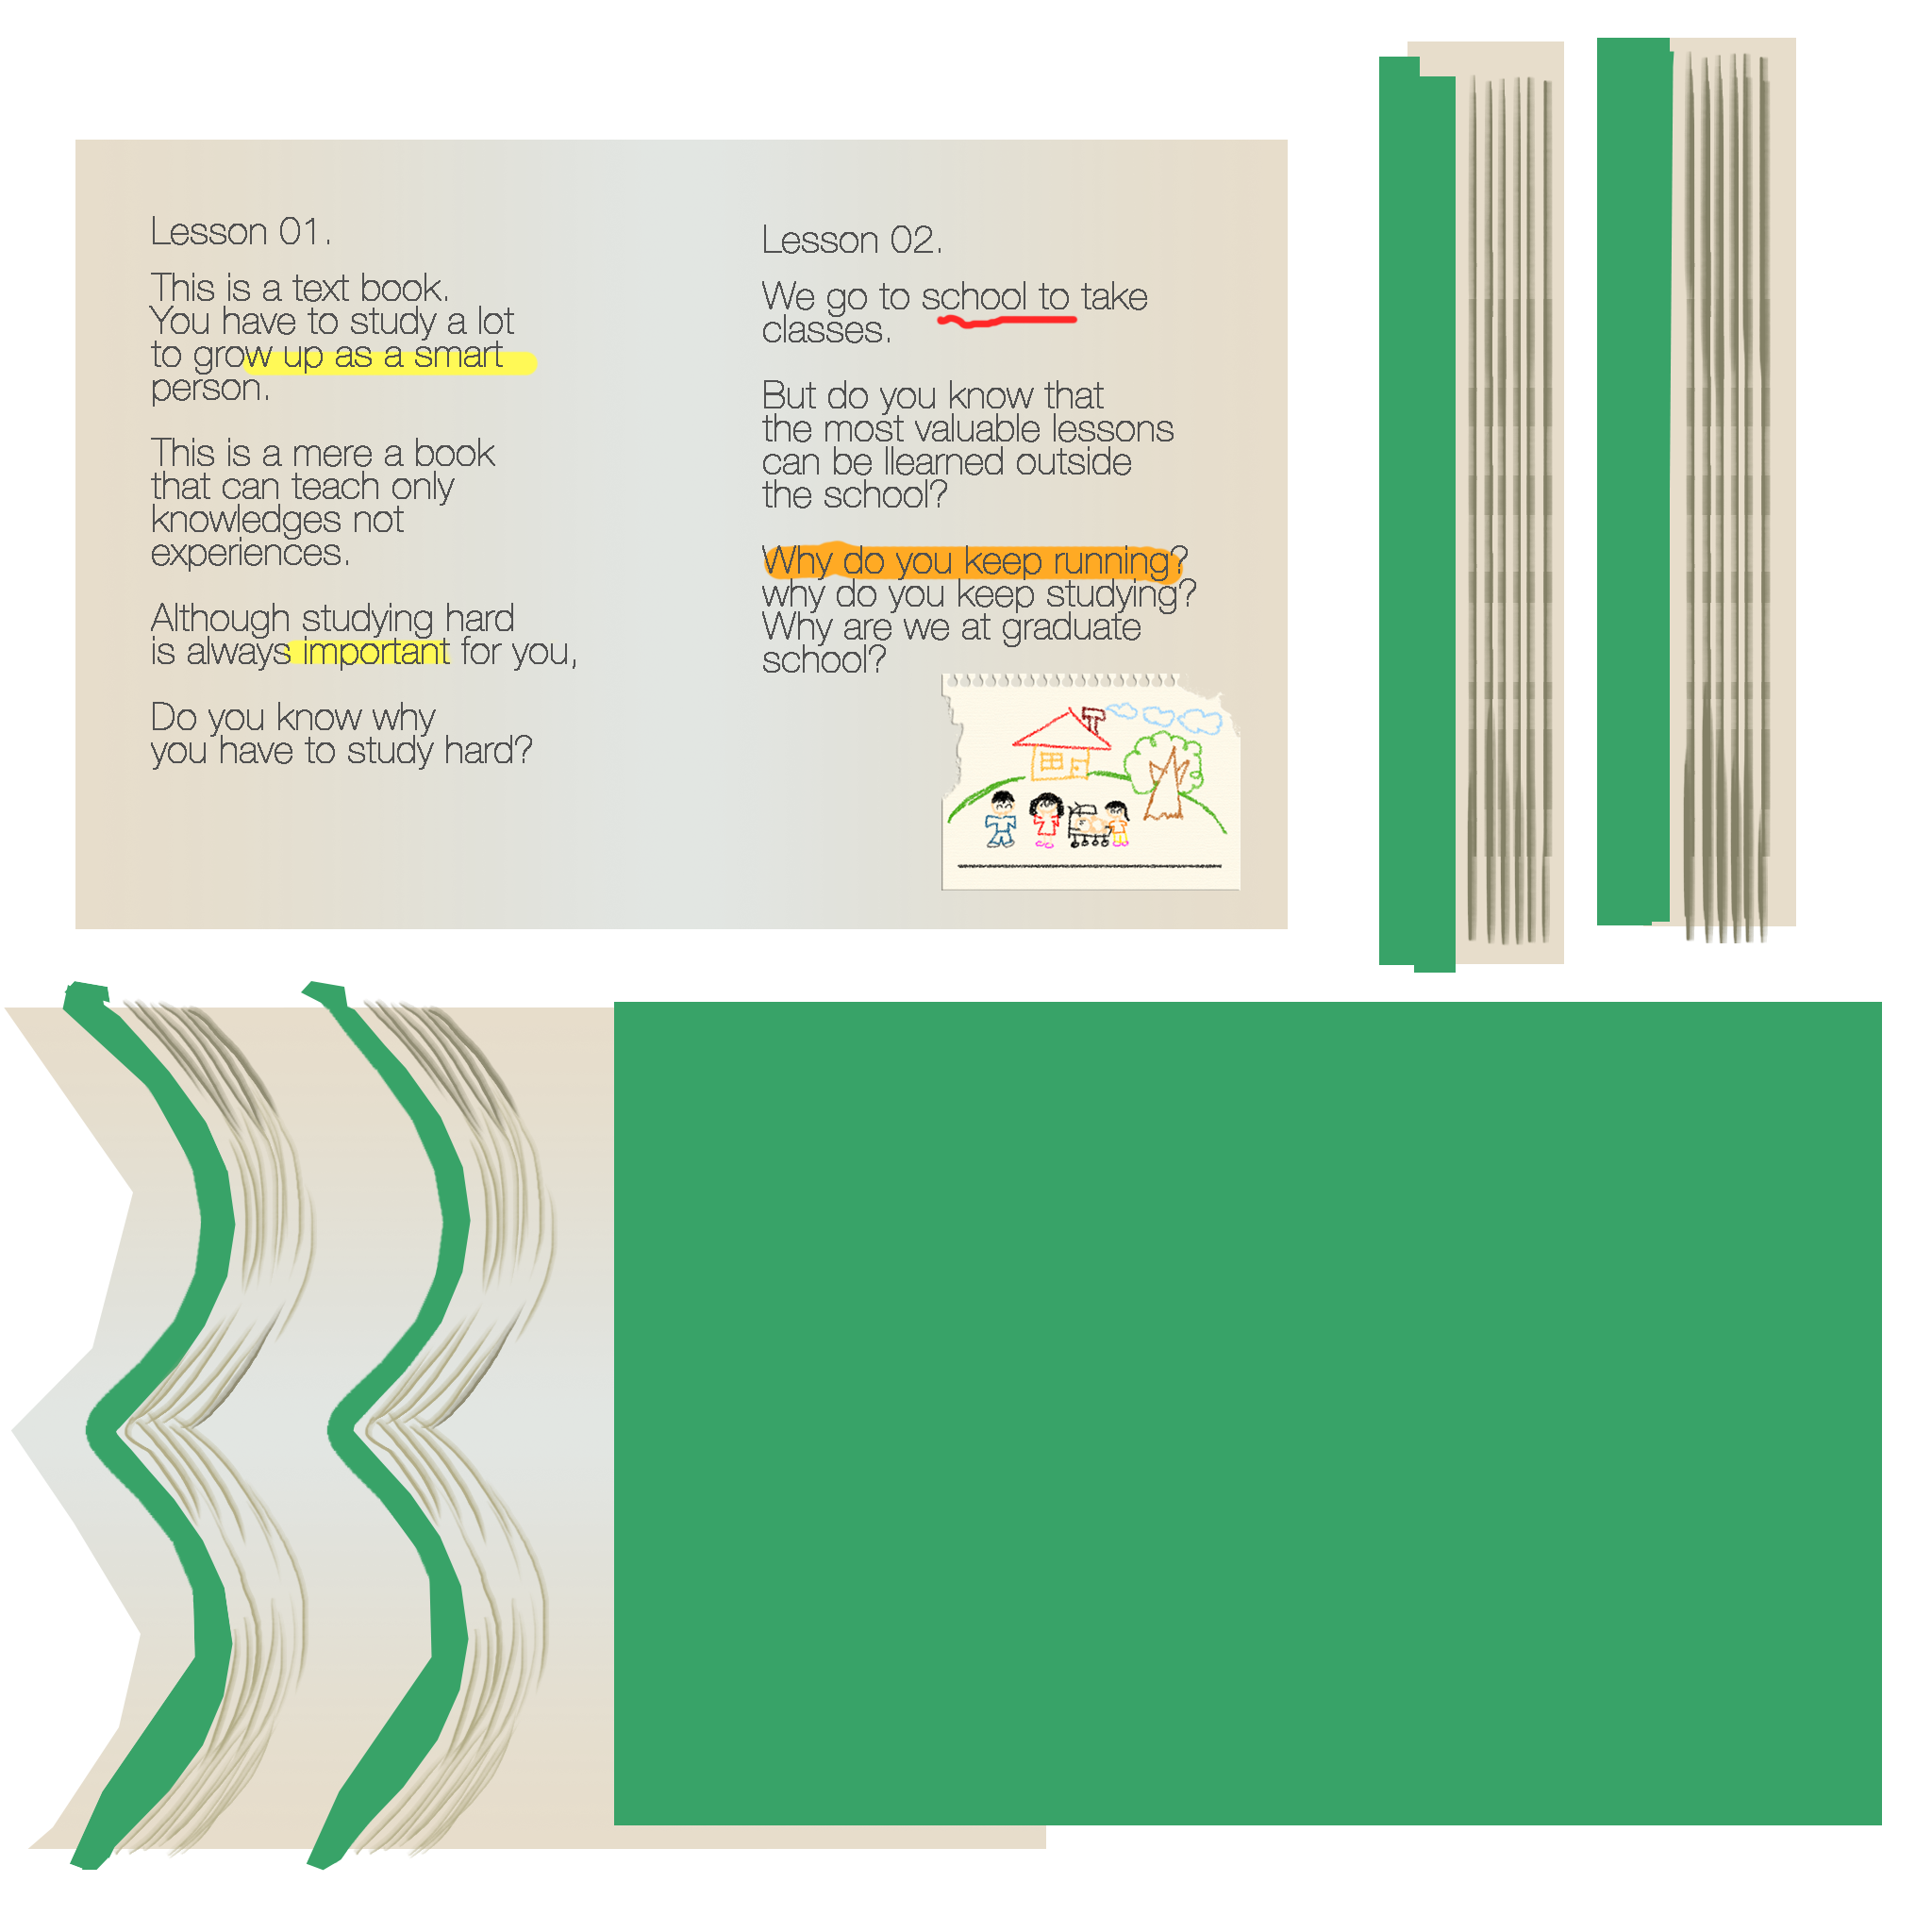 Lesson 01.
This is a text book.
You have to study a lot
to grow up as a smart
person.
This is a mere a book
that can teach only
knowledges not
experiences.
Although studying hard
is always important for you,
Do you know why
you have to study hard?
Lesson 02.
We go to school to take
classes.
But do you know that
the most valuable lessons
can be llearned outside
the school?
Why do you keep running?
why do you keep studying?
Why are we at graduate
school?